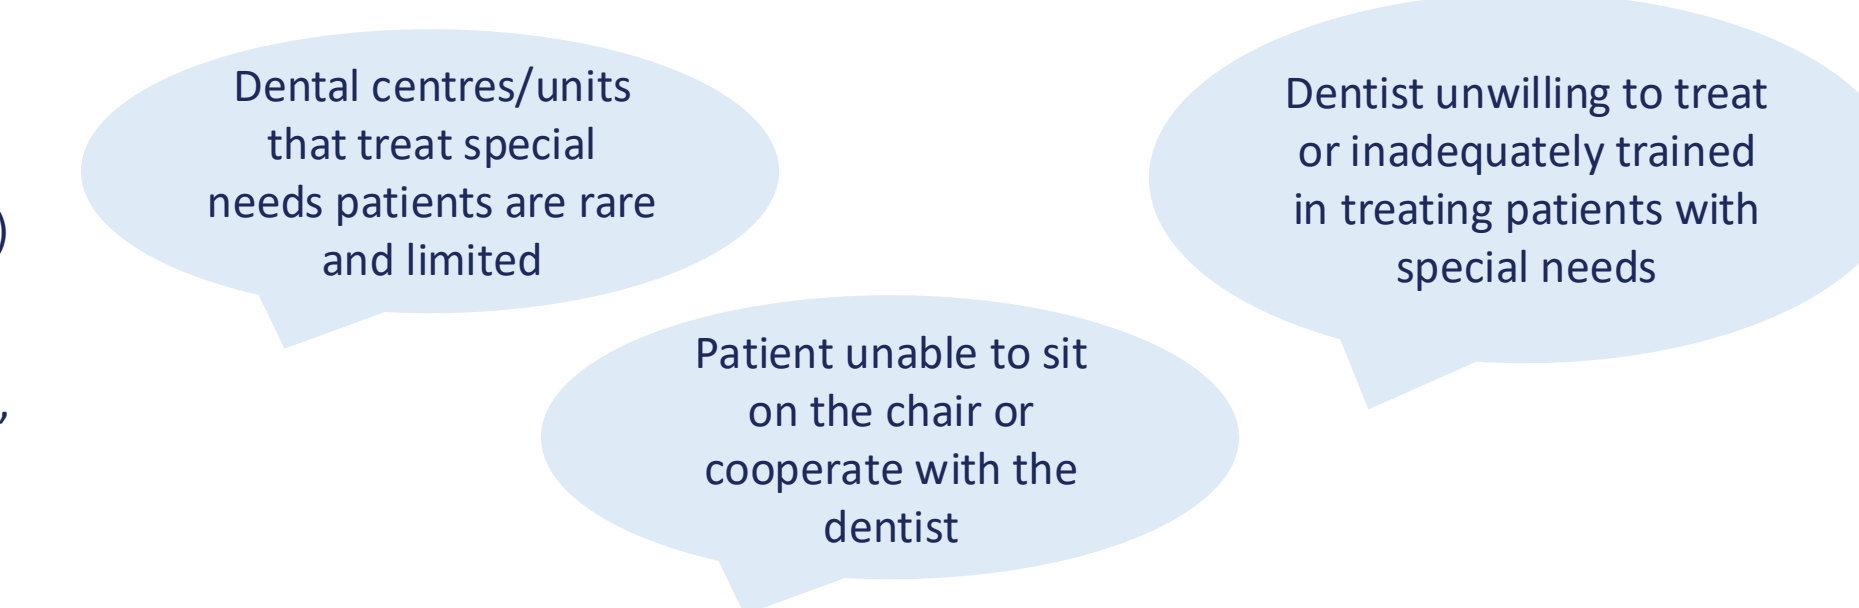 Dental centres/units
that treat special
needs patients are rare
and limited
Dentist unwilling to treat
or inadequately trained
in treating patients with
special needs
Patient unable to sit
on the chair or
cooperate with the
dentist
)
,